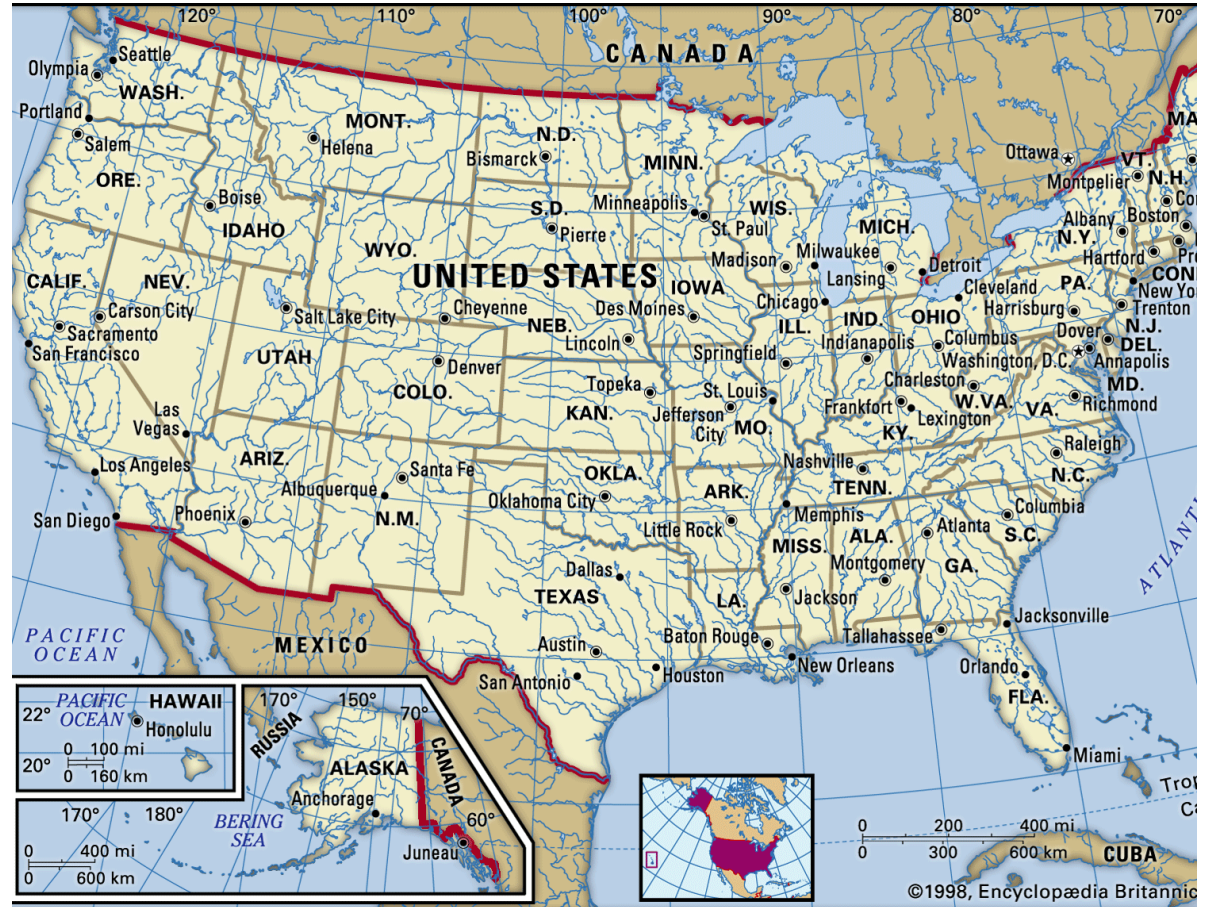 120°
110°
100°
90°
80°
70°
CANADA
Seattle
Olympia
WASH.
Portland
Salem
ORE.
MONT.
Helena
N.D.
Bismarck
MINN.
Ottawa
MA
VT.
Montpelier
N.H.
Co
Boise
IDAHO
WYO.
S.D.
Pierre
Minneapolis
St. Paul
WIS.
MICH.
Albany
Boston
N.Y.
Hartford
Pr
CON
CALIF.
NEV.
UNITED STATES
Madison
Milwaukee
Lansing
Detroit
Cleveland
PA.
New Yo
Carson City
Sacramento
San Francisco
Salt Lake City
Cheyenne
NEB.
Lincoln
IOWA
Des Moines
Chicago
ILL.
IND.
Indianapolis
OHIO
Columbus
Harrisburg
Trenton
N.J.
Dover
DEL.
Washington, D.C.
Annapolis
MD.
UTAH
Denver
COLO.
Topeka
KAN.
Springfield
St. Louis
Jefferson
City
MO.
Frankfort
Lexington
KY.
Charleston
W.VA.
VA.
Richmond
Las
Vegas
Los Angeles
San Diego
ARIZ.
Phoenix
Santa Fe
Albuquerque
N.M.
OKLA.
Oklahoma City
ARK.
Little Rock
Nashville
TENN.
Memphis
Raleigh
N.C.
Columbia
S.C.
MISS.
Jackson
ALA.
Montgomery
Atlanta
GA.
ATLANT
Dallas
TEXAS
LA.
Austin
San Antonio
Houston
Baton Rouge
New Orleans
Tallahassee
Jacksonville
Orlando
FLA.
Miami
PACIFIC
OCEAN
MEXICO
PACIFIC
OCEAN
HAWAII
22°
Honolulu
20°
0 100 mi
0 160 km
170°
150°
70°
RUSSIA
CANADA
ALASKA
Anchorage
170°
180°
BERING
SEA
60°
Juneau
0 400 mi
0 600 km
Tro
Ca
0 200 400 mi
0 300 600 km
CUBA
©1998, Encyclopædia Britannic